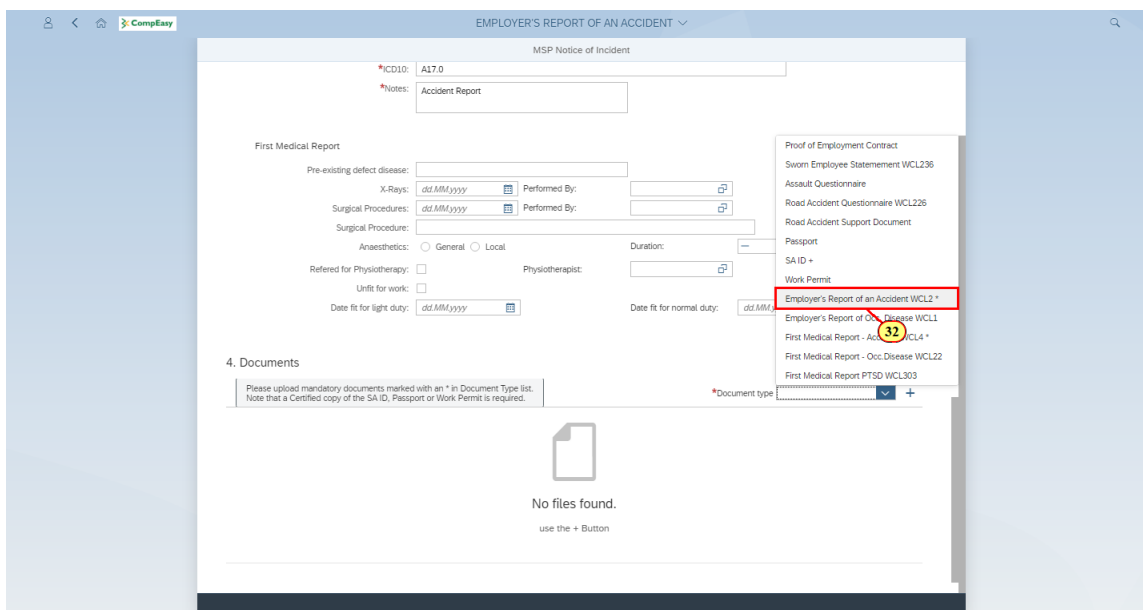 CompEasy
EMPLOYER'S REPORT OF AN ACCIDENT
MSP Notice of Incident
*ICD10: A17.0
*Notes: Accident Report
First Medical Report
Pre-existing defect disease:
X-Rays: dd.MM.yyyy Performed By:
Surgical Procedures: dd.MM.yyyy Performed By:
Surgical Procedure:
Anaesthetics: General Local Duration: —
Refered for Physiotherapy: Physiotherapist:
Unfit for work:
Date fit for light duty: dd.MM.yyyy Date fit for normal duty:
Proof of Employment Contract
Sworn Employee Statemement WCL236
Assault Questionnaire
Road Accident Questionnaire WCL226
Road Accident Support Document
Passport
SA ID +
Work Permit
Employer's Report of an Accident WCL2 *
Employer's Report of Occ. Disease WCL1
32
First Medical Report - WCL4 *
First Medical Report - Occ.Disease WCL22
First Medical Report PTSD WCL303
4. Documents
Please upload mandatory documents marked with an * in Document Type list.
Note that a Certified copy of the SA ID, Passport or Work Permit is required.
*Document type +
No files found.
use the + Button